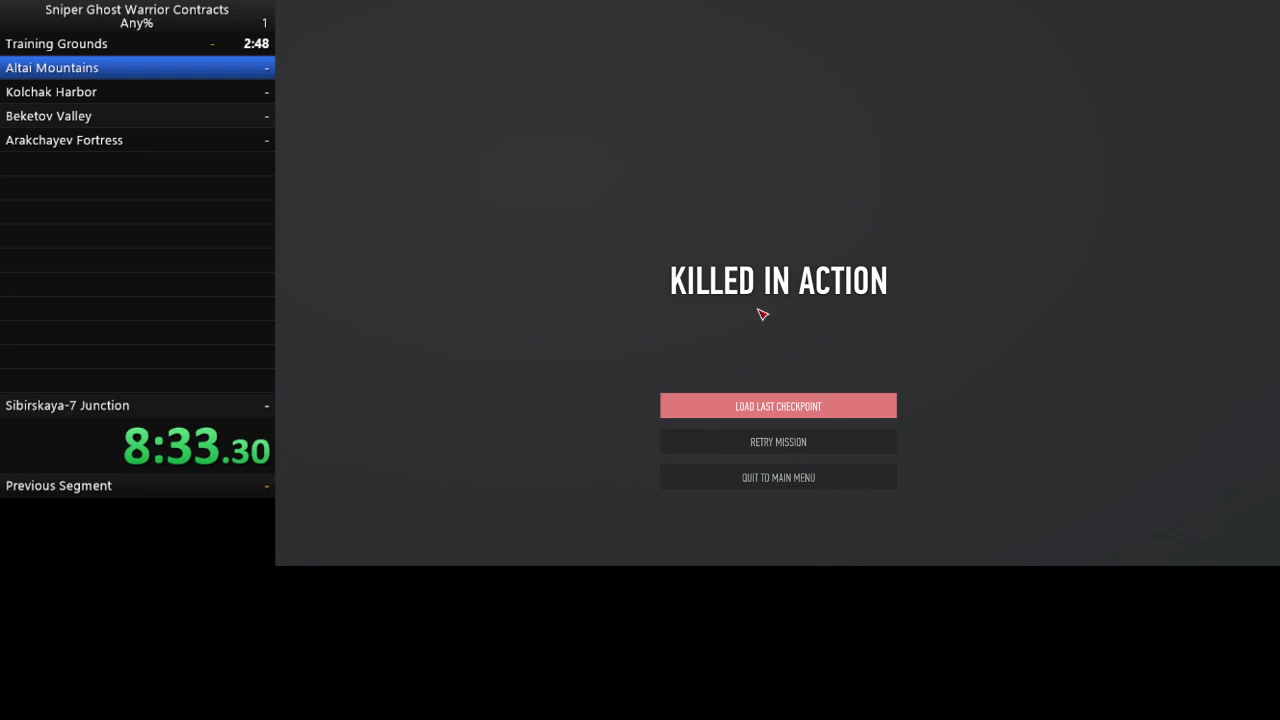 Sniper Ghost Warrior Contracts
Any% 1
Training Grounds - 2:48
Altai Mountains -
Kolchak Harbor -
Beketov Valley -
Arakchayev Fortress -
KILLED IN ACTION
LOAD LAST CHECKPOINT
RETRY MISSION
QUIT TO MAIN MENU
Sibirskaya-7 Junction -
8:33.30
Previous Segment -